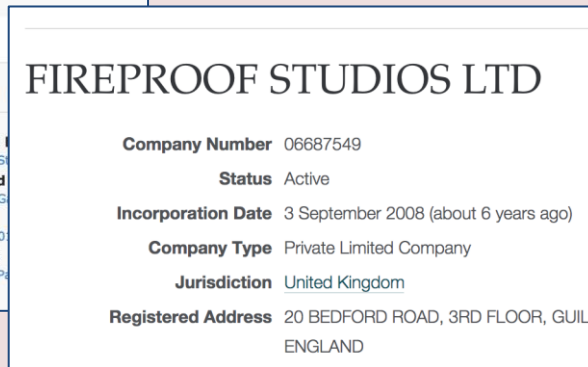 FIREPROOF STUDIOS LTD
Company Number 06687549
Status Active
Incorporation Date 3 September 2008 (about 6 years ago)
Company Type Private Limited Company
Jurisdiction United Kingdom
Registered Address 20 BEDFORD ROAD, 3RD FLOOR, GUIL
ENGLAND